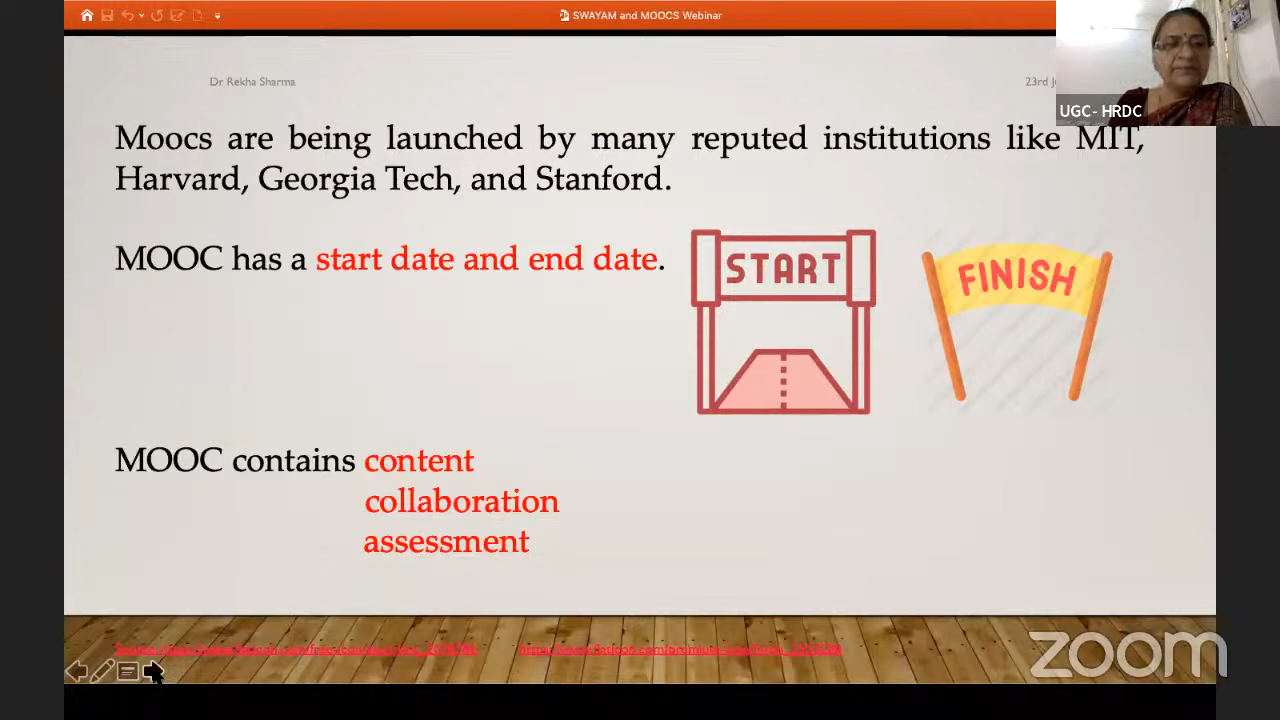 SWAYAM and MOOCS Webinar
Dr Rekha Sharma
23rd
UGC- HRDC
Moocs are being launched by many reputed institutions like MIT,
Harvard, Georgia Tech, and Stanford.
MOOC has a start date and end date.
START
FINISH
MOOC contains content
collaboration
assessment
zoom